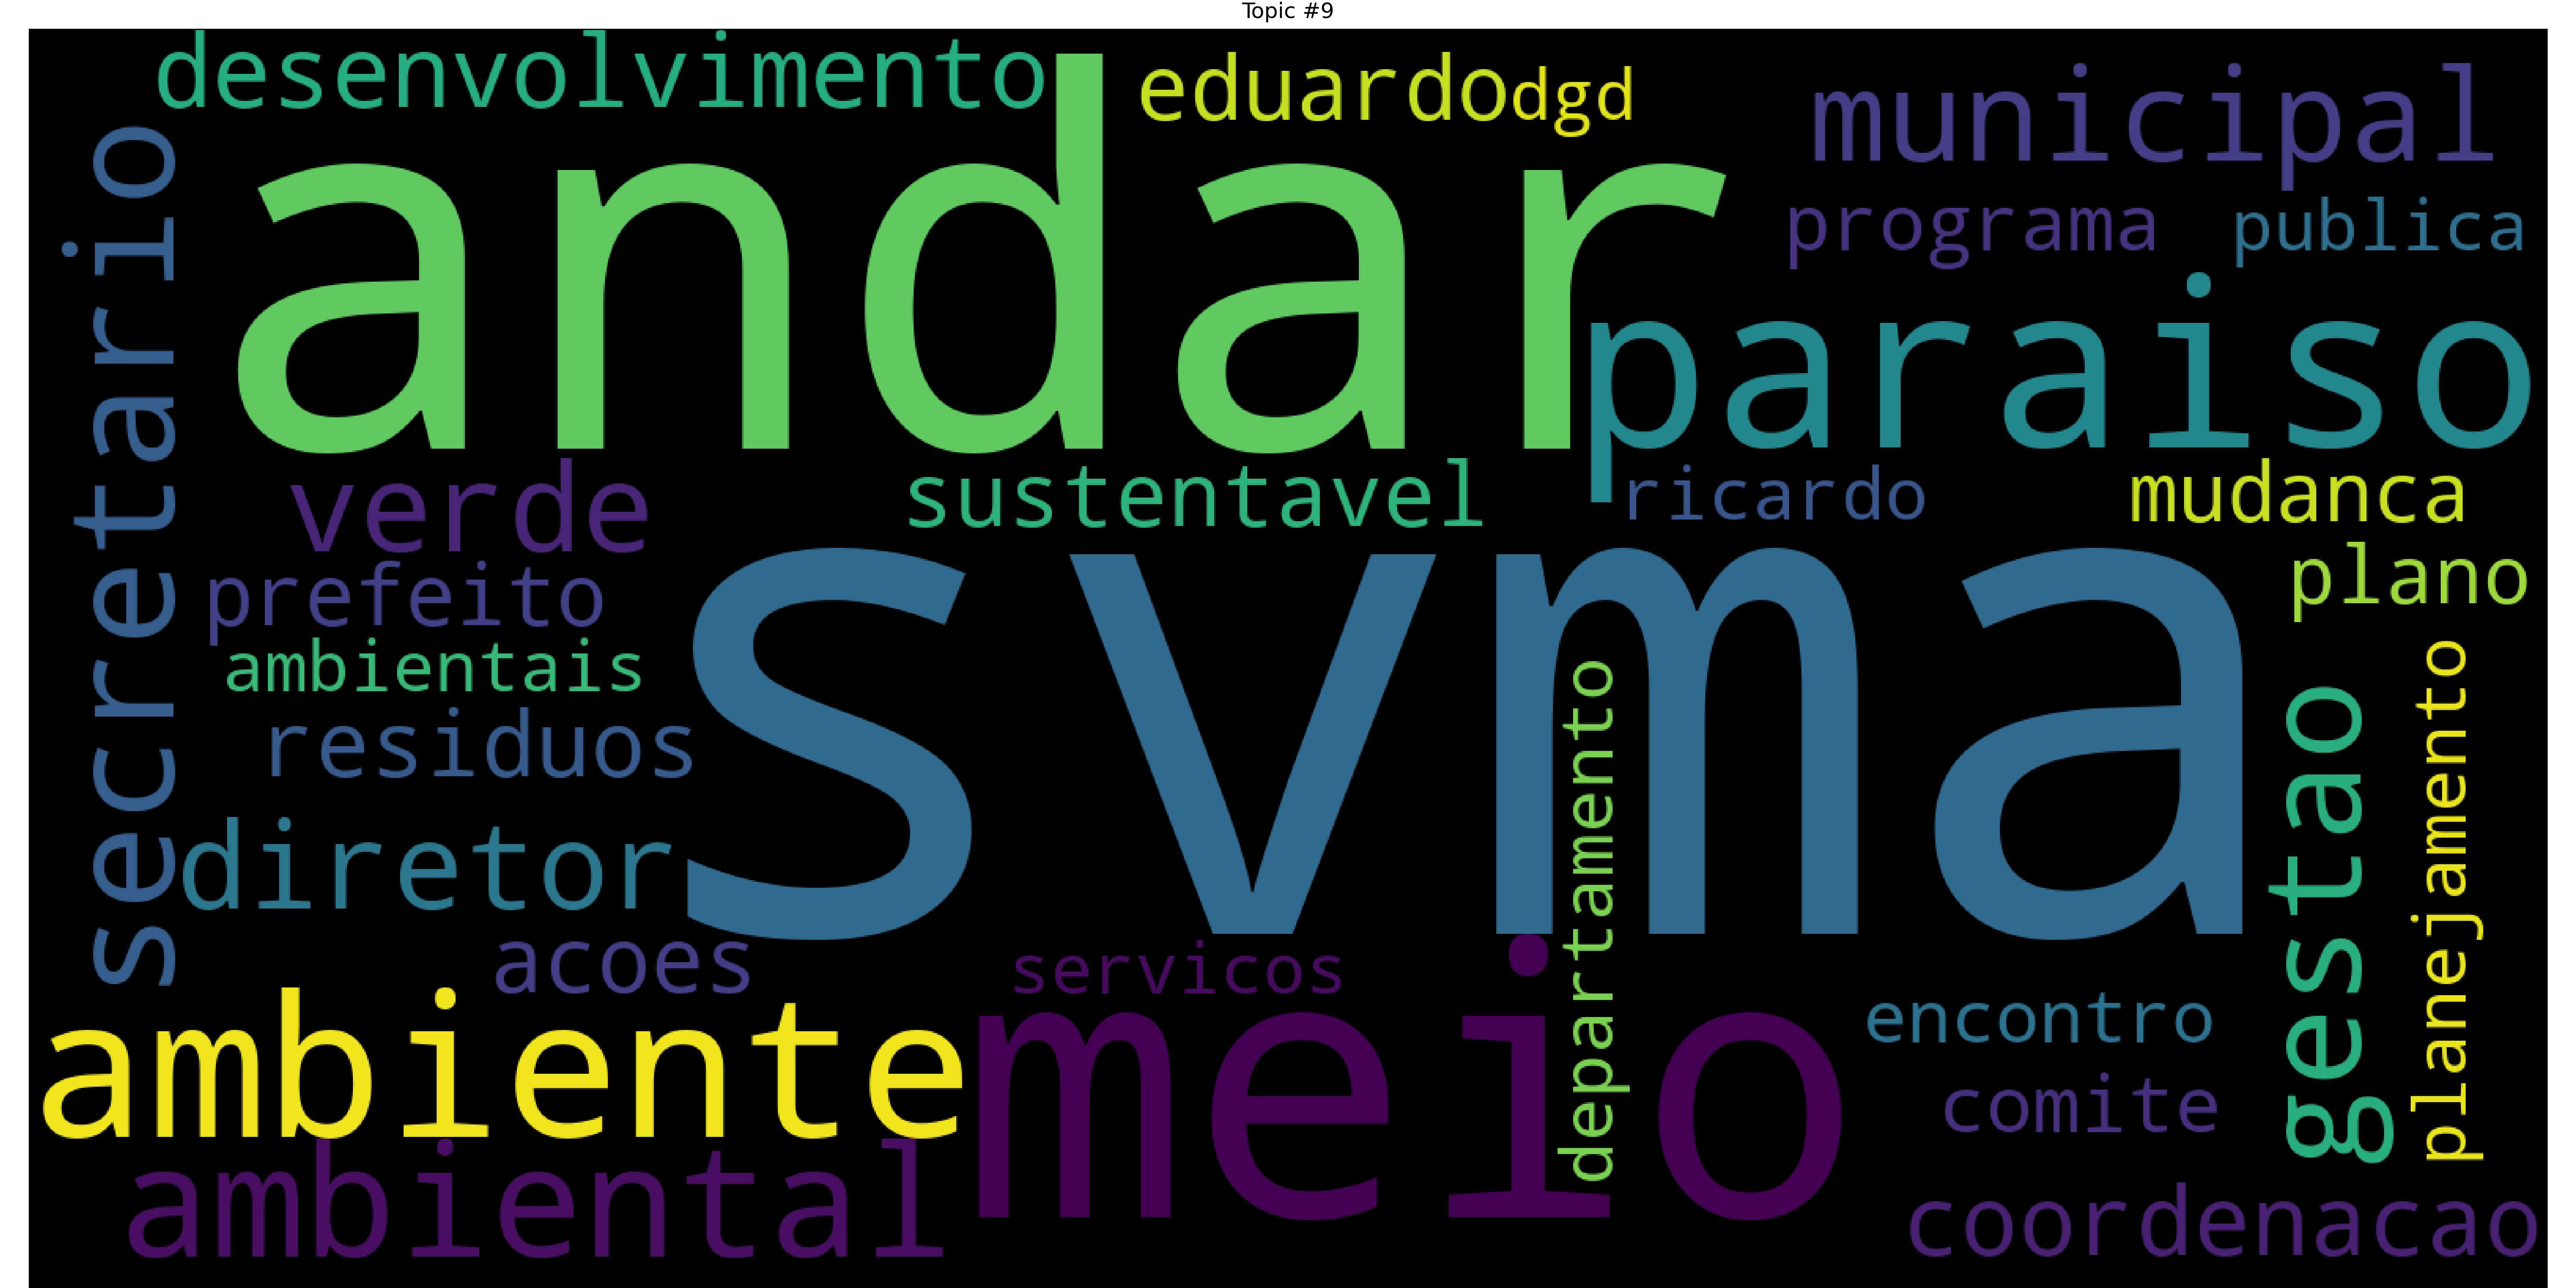 Topic #9
desenvolvimento
eduardo
dgd
municipal
andar
programa
publica
secretario
paraiso
verde
sustentavel
ricardo
mudanca
prefeito
plano
svma
ambientais
residuos
departamento
gestao
planejamento
diretor
acoes
servicos
ambiente
meio
encontro
comite
ambiental
coordenacao